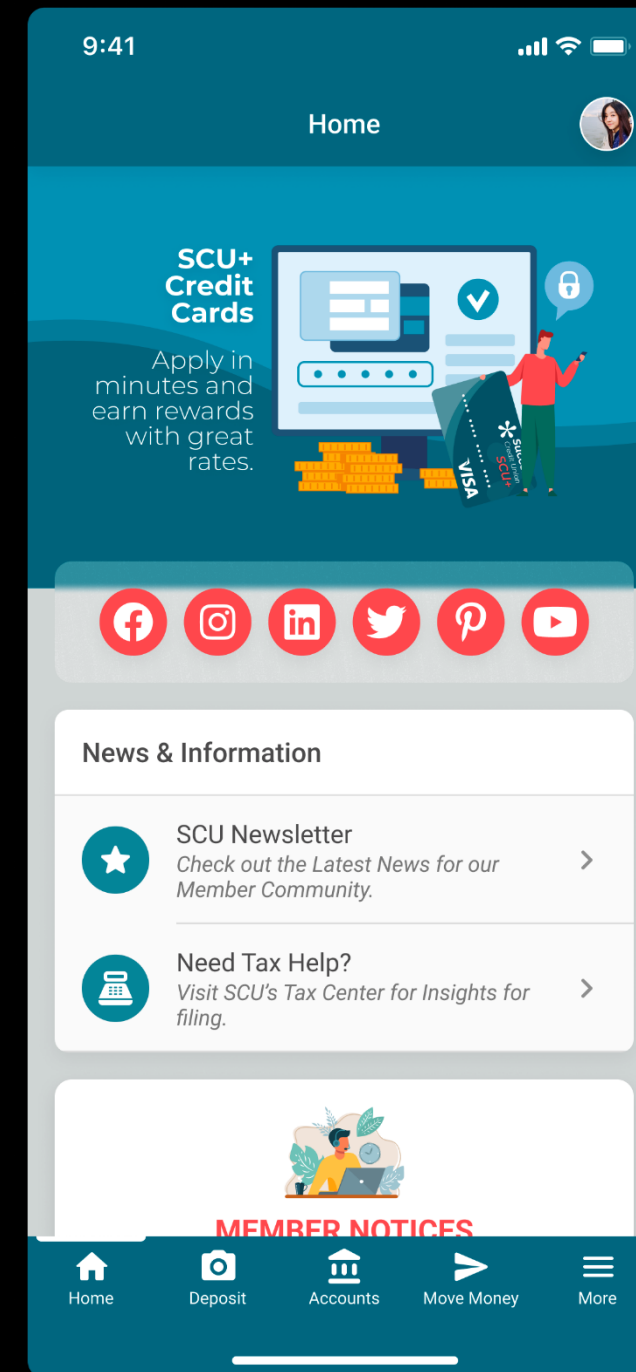 9:41
Home
SCU+
Credit
Cards
Apply in
minutes and
earn rewards
with great
rates.
VISA
Credit Union
SCU+
News & Information
SCU Newsletter
Check out the Latest News for our
Member Community.
Need Tax Help?
Visit SCU's Tax Center for Insights for
filing.
MEMBER NOTICES
Home
Deposit
Accounts
Move Money
More